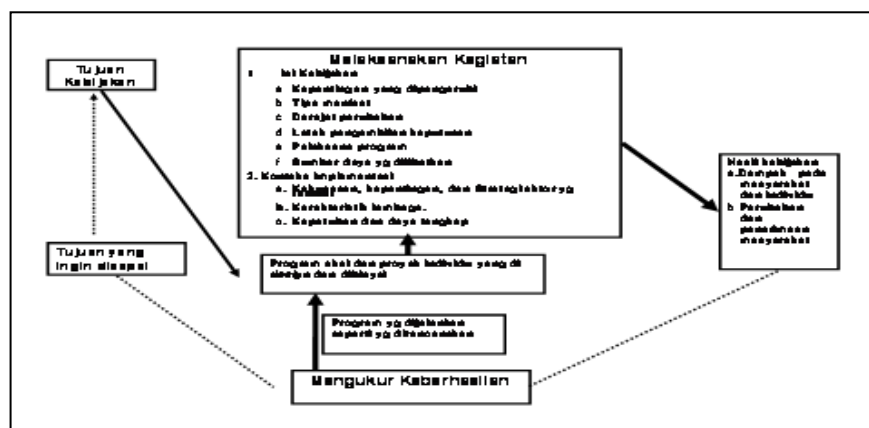 Tujuan
Kebijakan
Melaksanakan Kegiatan
1 Isi Kebijakan
a Kepentingan yang dipengaruhi
b Tipe manfaat
c Derajat perubahan
d Letak pengambilan keputusan
e Pelaksana program
f Sumber daya yg dilibatkan
2. Konteks Implementasi
a. Kekuasaan, kepentingan, dan Strategi aktor yg
b. Karakteristik lembaga.
c. Kepatuhan dan daya tangkap
Hasil kebijakan
a.Dampak pada
masyarakat
dan individu
b Perubahan
dan
penerimaan
masyarakat
Tujuan yang
ingin dicapai
Program aksi dan proyek individu yang di
dan dibiayai
Program yg dijalankan
seperti yg direncanakan
Mengukur Keberhasilan